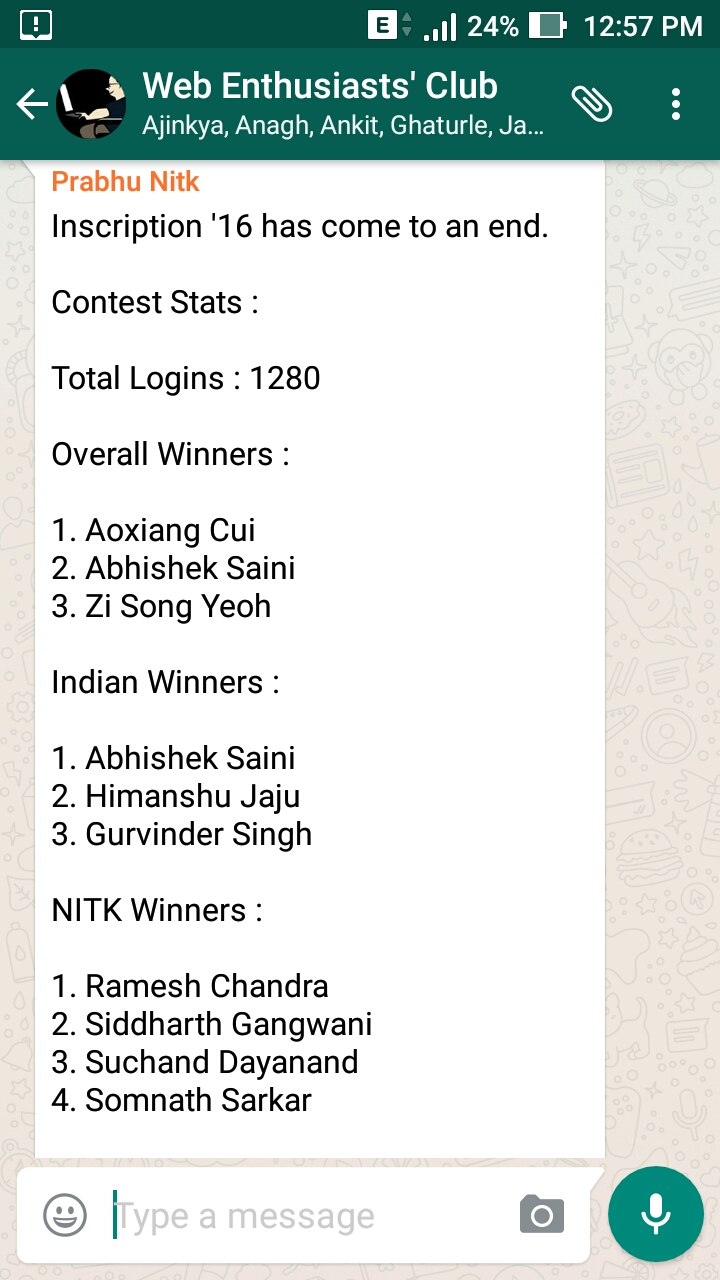 E 24% 12:57 PM
Web Enthusiasts' Club
Ajinkya, Anagh, Ankit, Ghaturle, Ja...
Prabhu Nitk
Inscription '16 has come to an end.
Contest Stats :
Total Logins : 1280
Overall Winners :
1. Aoxiang Cui
2. Abhishek Saini
3. Zi Song Yeoh
Indian Winners :
1. Abhishek Saini
2. Himanshu Jaju
3. Gurvinder Singh
NITK Winners :
1. Ramesh Chandra
2. Siddharth Gangwani
3. Suchand Dayanand
4. Somnath Sarkar
Type a message